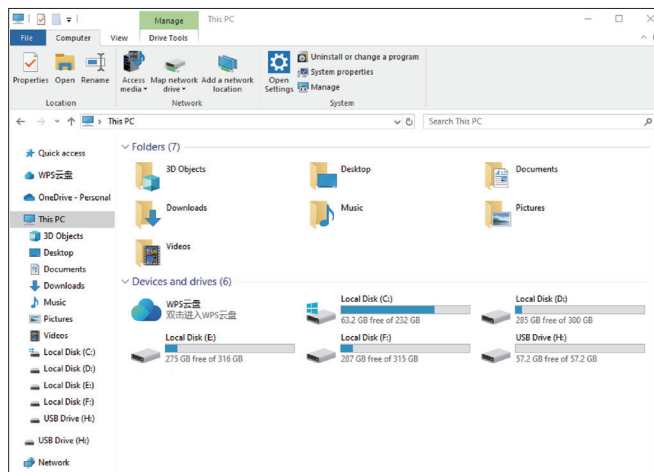 Manage
This PC
File
Computer
View
Drive Tools
Properties
Open
Rename
Access media
Map network drive
Add a network location
Open Settings
Uninstall or change a program
System properties
Manage
Location
Network
System
This PC
Search This PC
Quick access
WPS云盘
OneDrive - Personal
This PC
3D Objects
Desktop
Documents
Downloads
Music
Pictures
Videos
Local Disk (C:)
Local Disk (D:)
Local Disk (E:)
Local Disk (F:)
USB Drive (H:)
USB Drive (H:)
Network
Folders (7)
3D Objects
Desktop
Documents
Downloads
Music
Pictures
Videos
Devices and drives (6)
WPS云盘
双击进入WPS云盘
Local Disk (C:)
63.2 GB free of 232 GB
Local Disk (D:)
285 GB free of 300 GB
Local Disk (E)
275 GB free of 316 GB
Local Disk (F:)
287 GB free of 315 GB
USB Drive (H:)
57.2 GB free of 57.2 GB